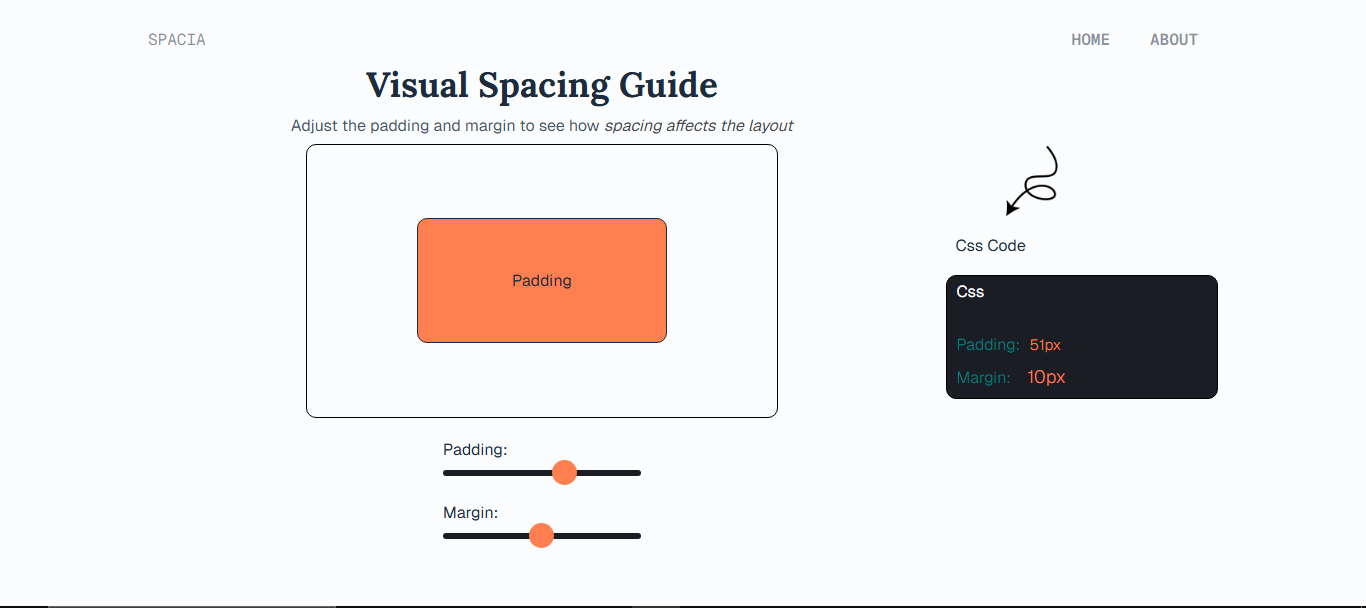 SPACIA
HOME ABOUT
Visual Spacing Guide
Adjust the padding and margin to see how spacing affects the layout
Padding
Css Code
Css
Padding: 51px
Margin: 10px
Padding:
Margin: